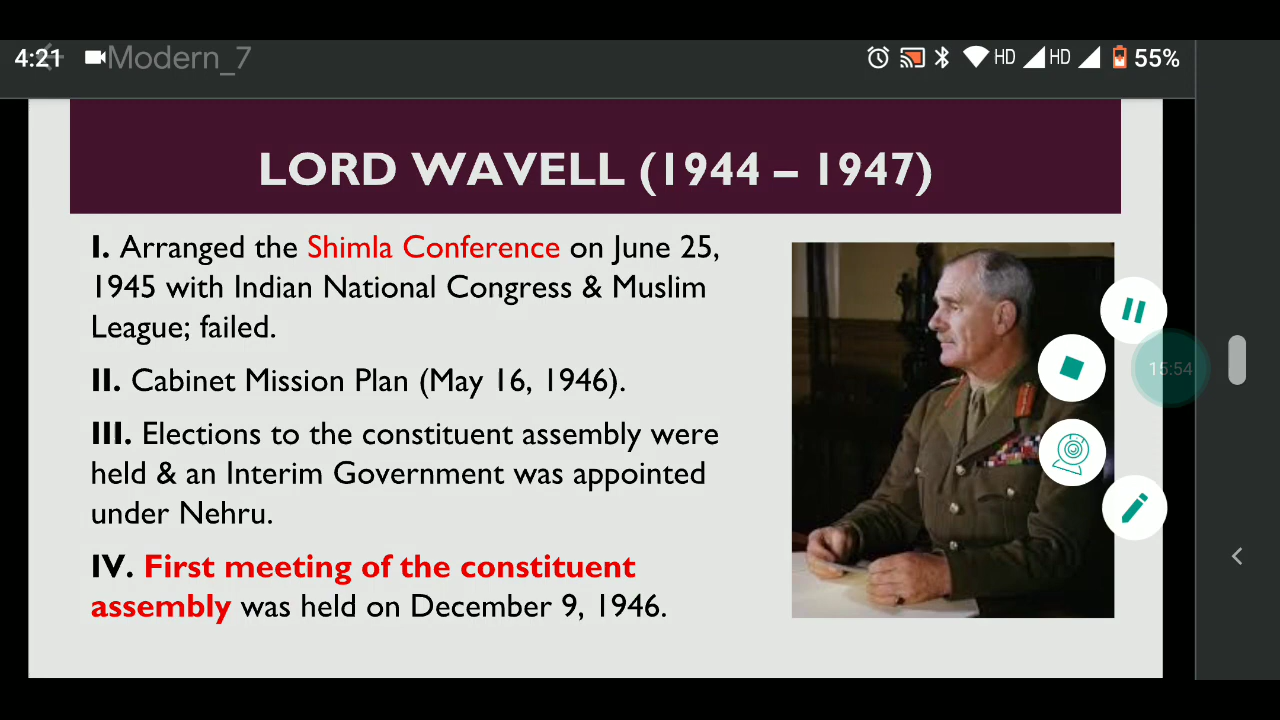 4:21 Modern_7 HD HD 55%
LORD WAVELL (1944 – 1947)
I. Arranged the Shimla Conference on June 25,
1945 with Indian National Congress & Muslim
League; failed.
II. Cabinet Mission Plan (May 16, 1946).
III. Elections to the constituent assembly were
held & an Interim Government was appointed
under Nehru.
IV. First meeting of the constituent
assembly was held on December 9, 1946.
15:54